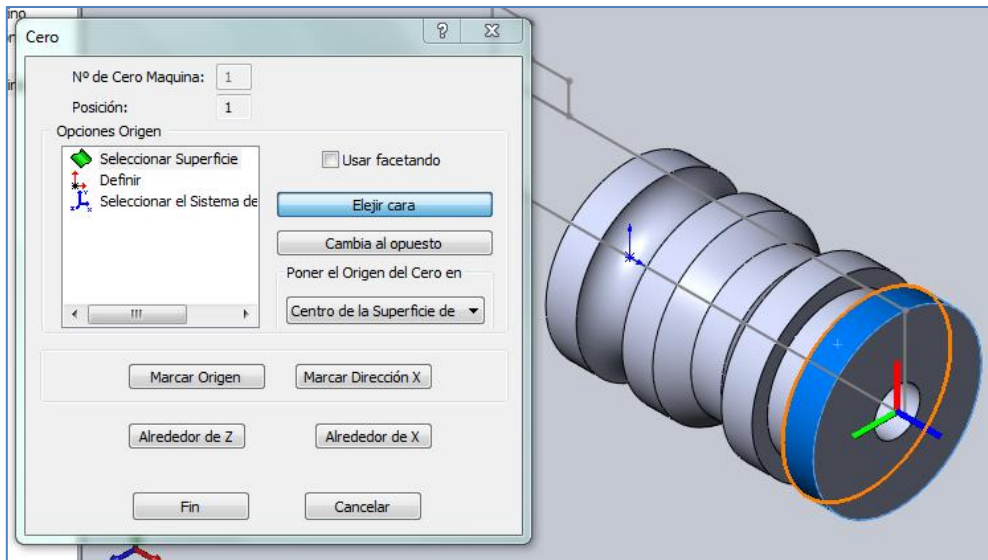 ino
Cero
Nº de Cero Maquina: 1
Posición: 1
Opciones Origen
Seleccionar Superficie
Definir
Seleccionar el Sistema de
Usar facetando
Elejir cara
Cambia al opuesto
Poner el Origen del Cero en
Centro de la Superficie de
Marcar Origen
Marcar Dirección X
Alrededor de Z
Alrededor de X
Fin
Cancelar